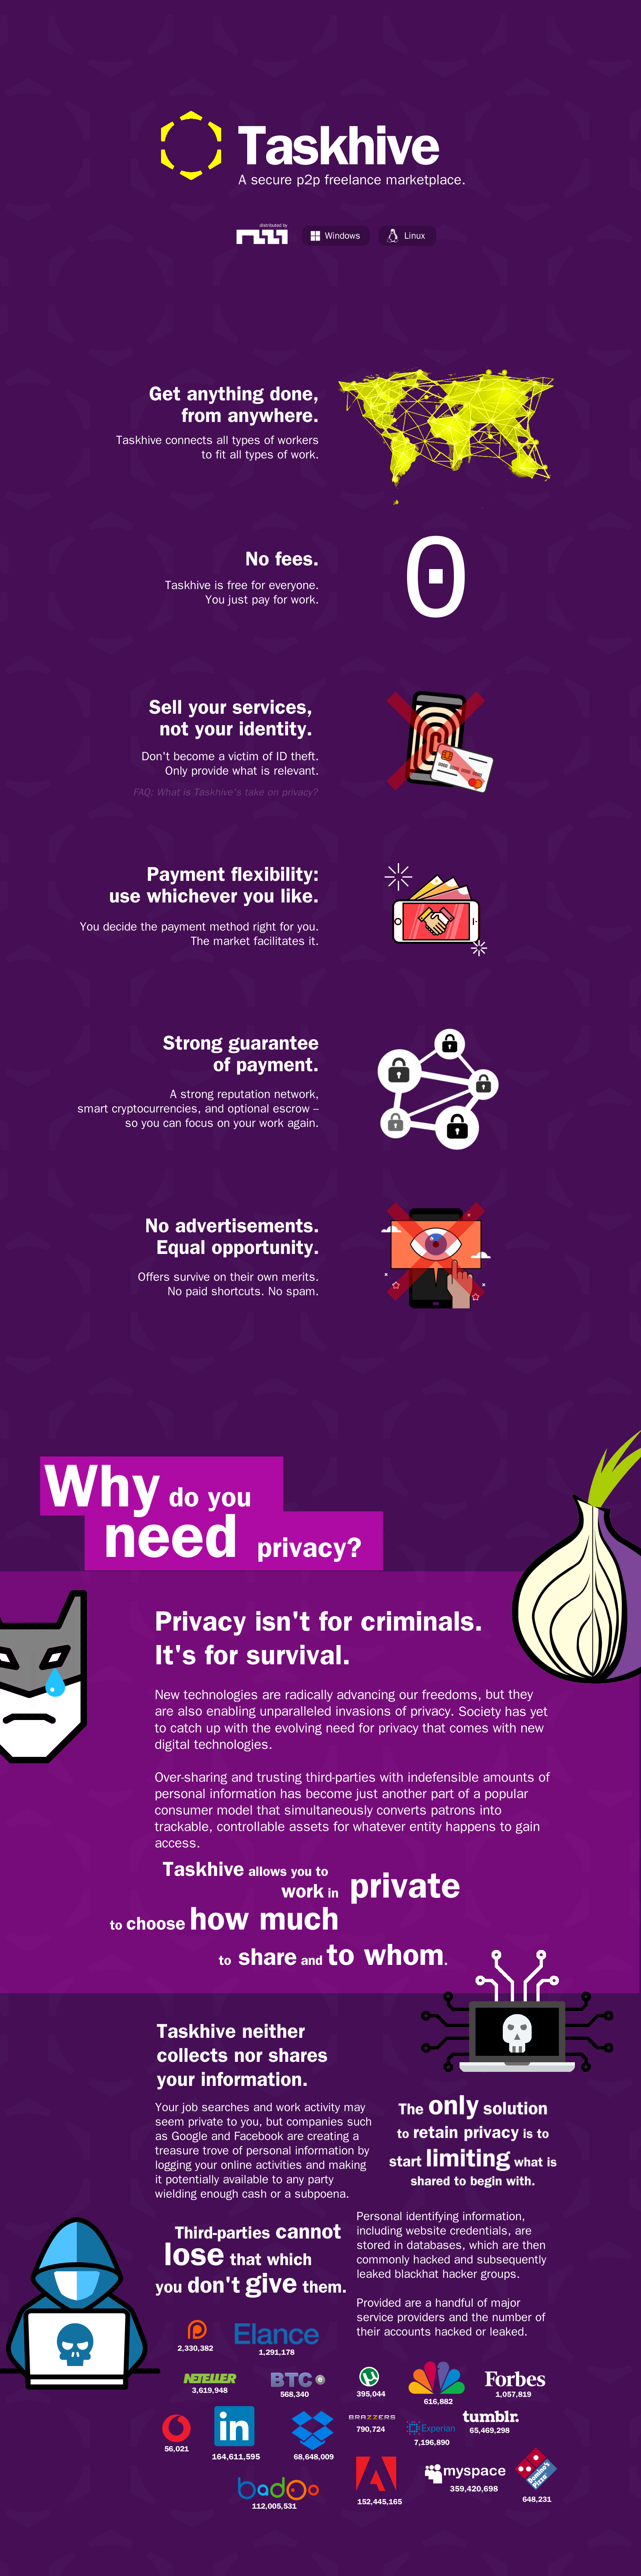 Taskhive
A secure p2p freelance marketplace.
distributed by
Windows
Linux
Get anything done,
from anywhere.
Taskhive connects all types of workers
to fit all types of work.
0
No fees.
Taskhive is free for everyone.
You just pay for work.
Sell your services,
not your identity.
Don't become a victim of ID theft.
Only provide what is relevant.
FAQ: What is Taskhive's take on privacy?
Payment flexibility:
use whichever you like.
You decide the payment method right for you.
The market facilitates it.
Strong guarantee
of payment.
A strong reputation network,
smart cryptocurrencies, and optional escrow –
so you can focus on your work again.
No advertisements.
Equal opportunity.
Offers survive on their own merits.
No paid shortcuts. No spam.
Why do you
need privacy?
Privacy isn't for criminals.
It's for survival.
New technologies are radically advancing our freedoms, but they
are also enabling unparalleled invasions of privacy. Society has yet
to catch up with the evolving need for privacy that comes with new
digital technologies.
Over-sharing and trusting third-parties with indefensible amounts of
personal information has become just another part of a popular
consumer model that simultaneously converts patrons into
trackable, controllable assets for whatever entity happens to gain
access.
Taskhive allows you to
work in private
to choose how much
to share and to whom.
Taskhive neither
collects nor shares
your information.
Your job searches and work activity may
seem private to you, but companies such
as Google and Facebook are creating a
treasure trove of personal information by
logging your online activities and making
it potentially available to any party
wielding enough cash or a subpoena.
The only solution
to retain privacy is to
start limiting what is
shared to begin with.
Third-parties cannot
lose that which
you don't give them.
Personal identifying information,
including website credentials, are
stored in databases, which are then
commonly hacked and subsequently
leaked blackhat hacker groups.
Provided are a handful of major
service providers and the number of
their accounts hacked or leaked.
2,330,382
Elance
1,291,178
NETELLER
3,619,948
BTC e
568,340
395,044
616,882
Forbes
1,057,819
56,021
in
164,611,595
68,648,009
BRAZZERS
790,724
Experian
7,196,890
tumblr.
65,469,298
badoo
112,005,531
152,445,165
myspace
359,420,698
Domino's
Pizza
648,231